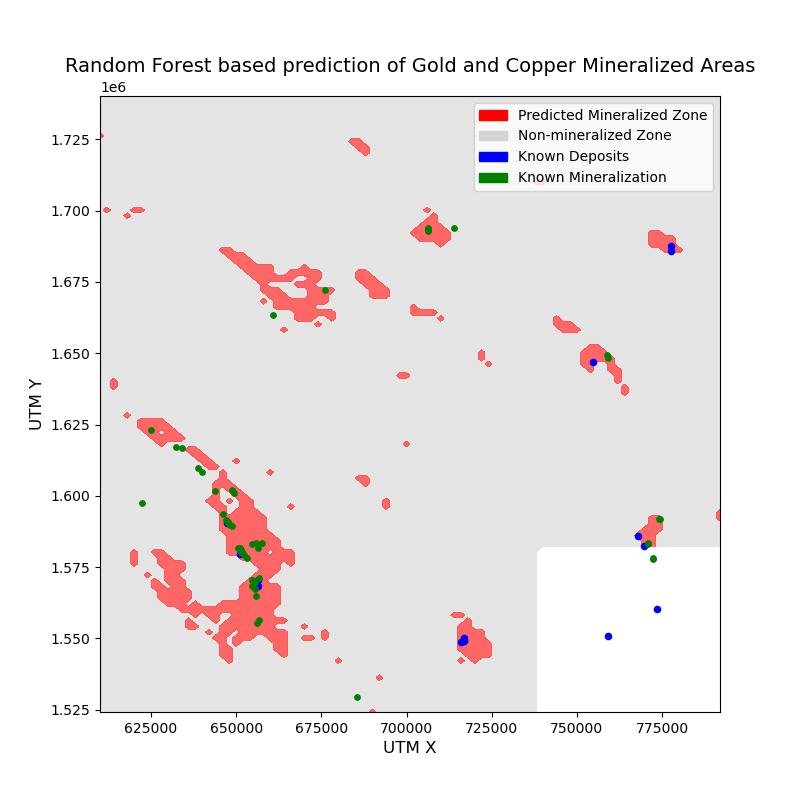 Random Forest based prediction of Gold and Copper Mineralized Areas
1e6
Predicted Mineralized Zone
Non-mineralized Zone
Known Deposits
Known Mineralization
1.725
1.700
1.675
1.650
1.625
1.600
1.575
1.550
1.525
UTM Y
625000 650000 675000 700000 725000 750000 775000
UTM X